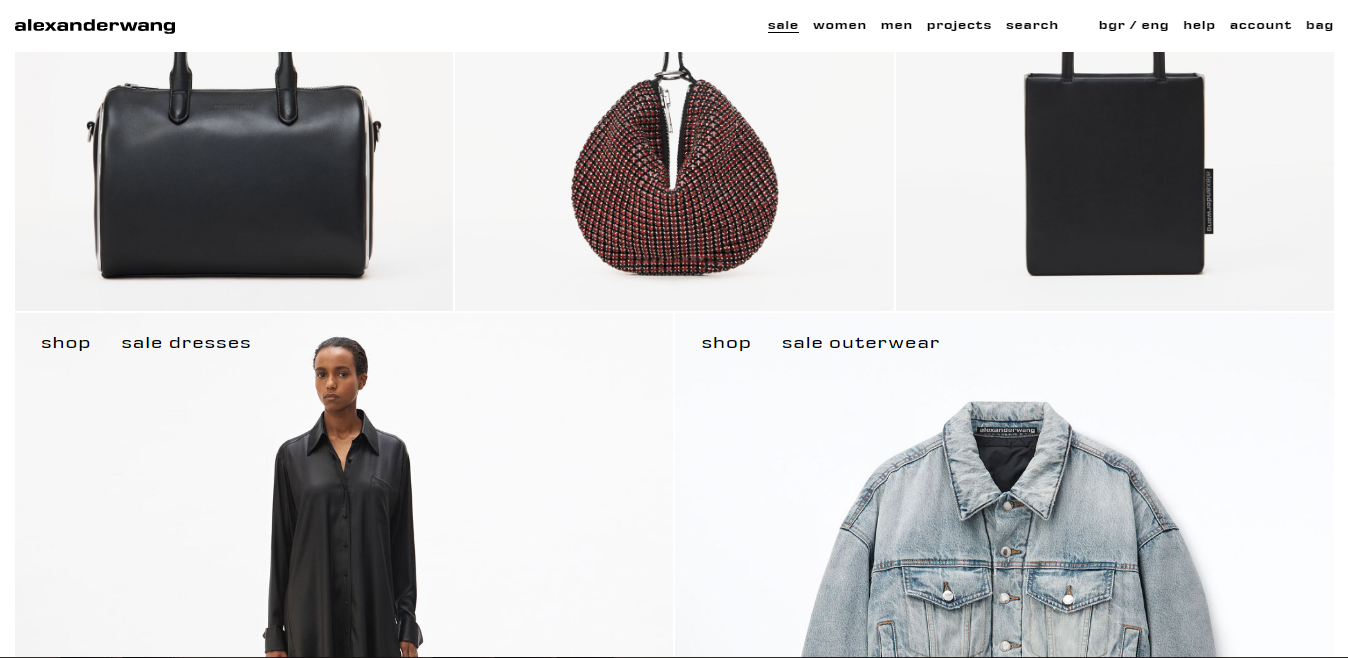 alexanderwang
sale women men projects search bgr / eng help account bag
alexanderwang
shop sale dresses
shop sale outerwear
alexanderwang